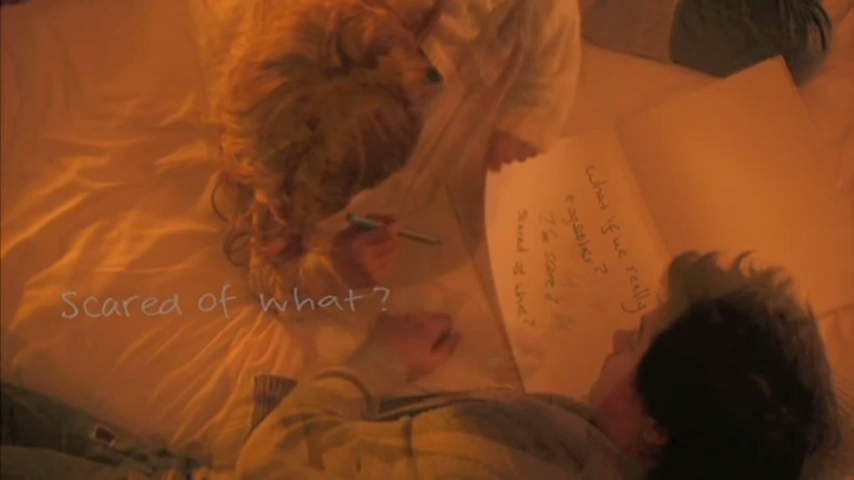 Scared of what?
What if we really
together?
I'm scared?
Scared of what?